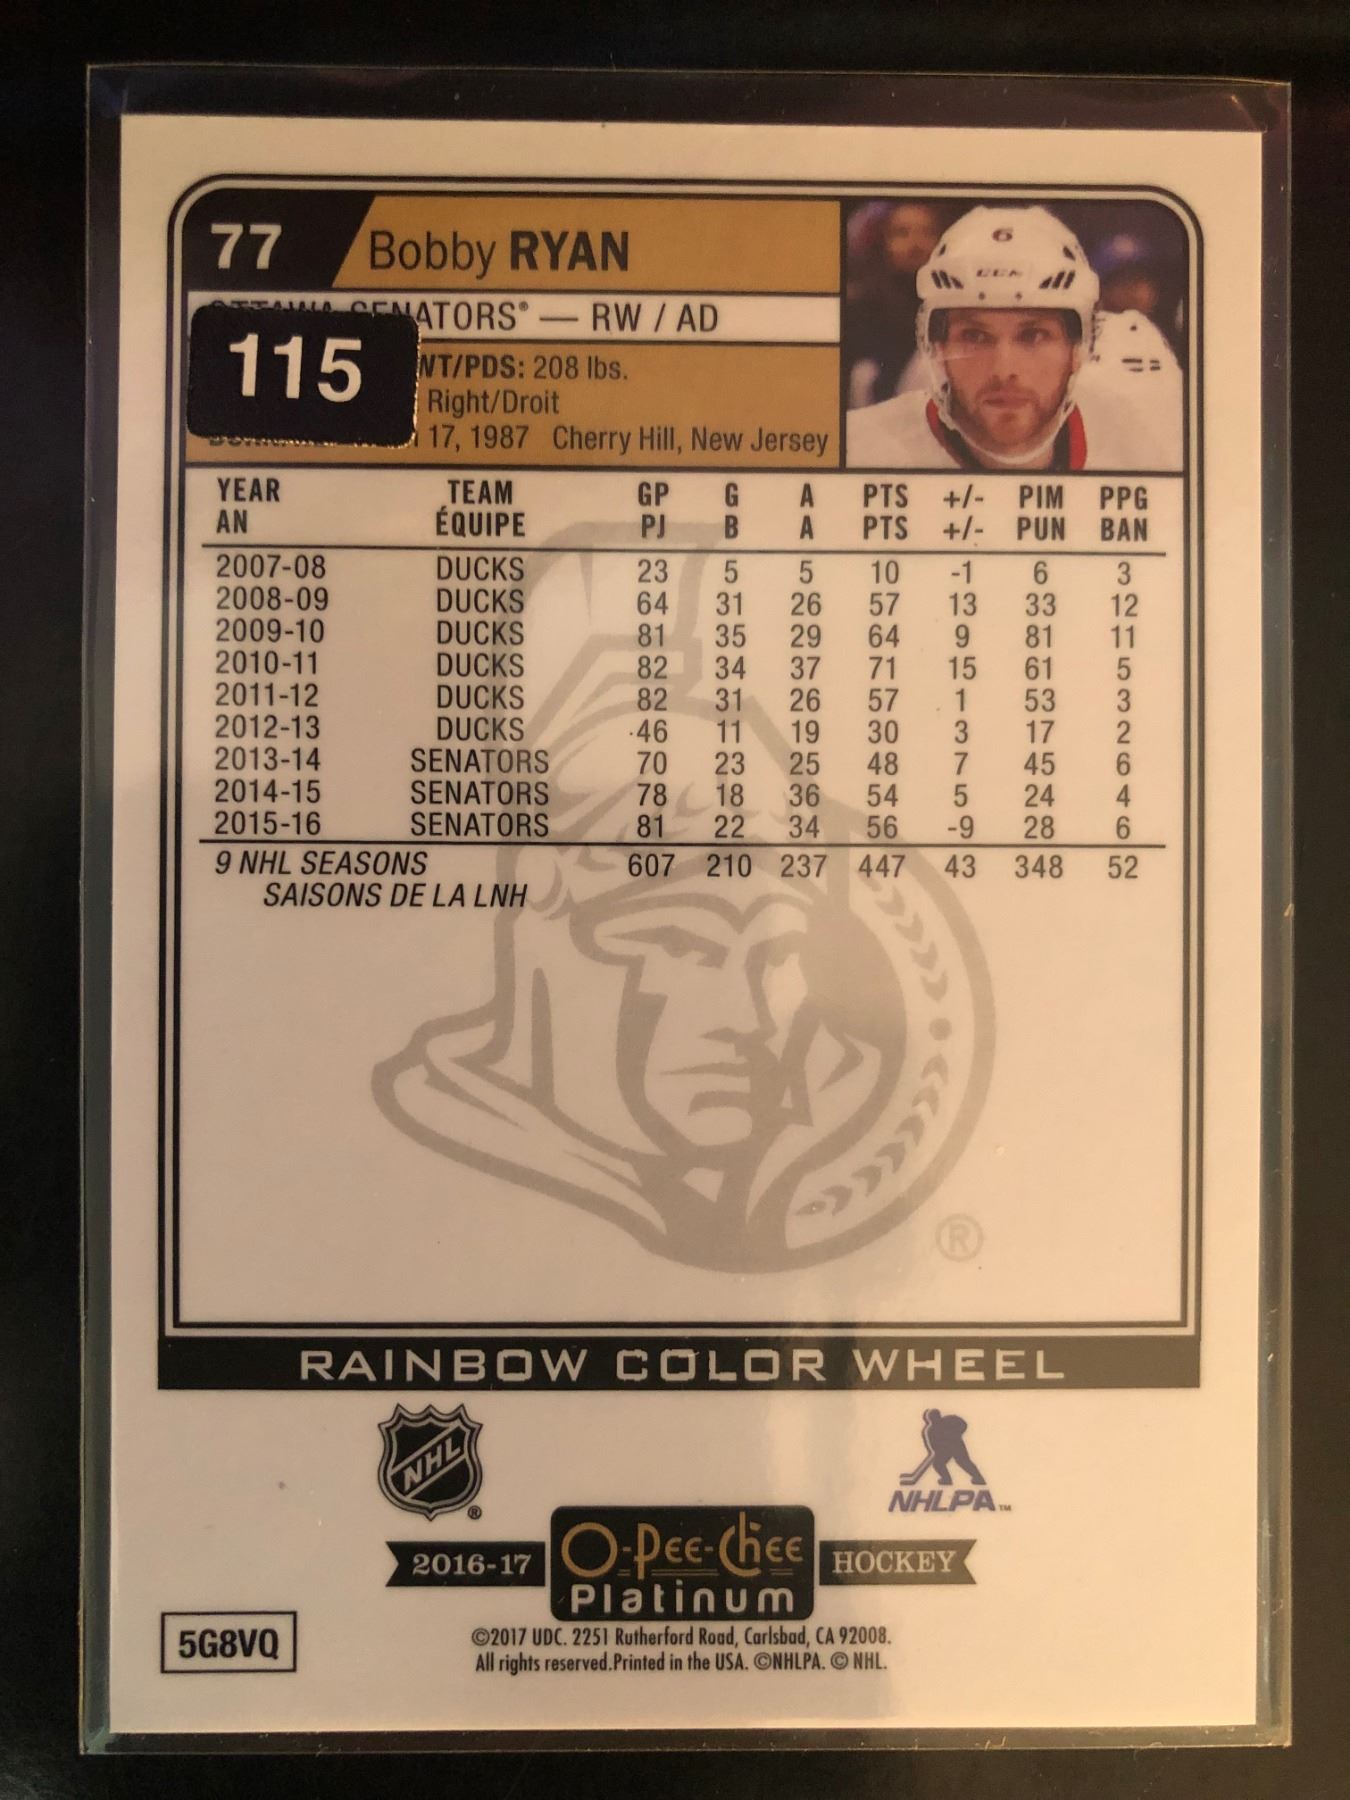 77 Bobby RYAN
6
CCM
OTTAWA SENATORS® — RW / AD
115
WT/PDS: 208 lbs.
Right/Droit
17, 1987 Cherry Hill, New Jersey
YEAR TEAM GP G A PTS +/- PIM PPG
AN ÉQUIPE PJ B A PTS +/- PUN BAN
2007-08 DUCKS 23 5 5 10 -1 6 3
2008-09 DUCKS 64 31 26 57 13 33 12
2009-10 DUCKS 81 35 29 64 9 81 11
2010-11 DUCKS 82 34 37 71 15 61 5
2011-12 DUCKS 82 31 26 57 1 53 3
2012-13 DUCKS 46 11 19 30 3 17 2
2013-14 SENATORS 70 23 25 48 7 45 6
2014-15 SENATORS 78 18 36 54 5 24 4
2015-16 SENATORS 81 22 34 56 -9 28 6
9 NHL SEASONS 607 210 237 447 43 348 52
SAISONS DE LA LNH
®
RAINBOW COLOR WHEEL
NHL ®
NHLPA™
2016-17 O-Pee-Chee HOCKEY
Platinum
5G8VQ
©2017 UDC. 2251 Rutherford Road, Carlsbad, CA 92008.
All rights reserved.Printed in the USA. ©NHLPA. © NHL.